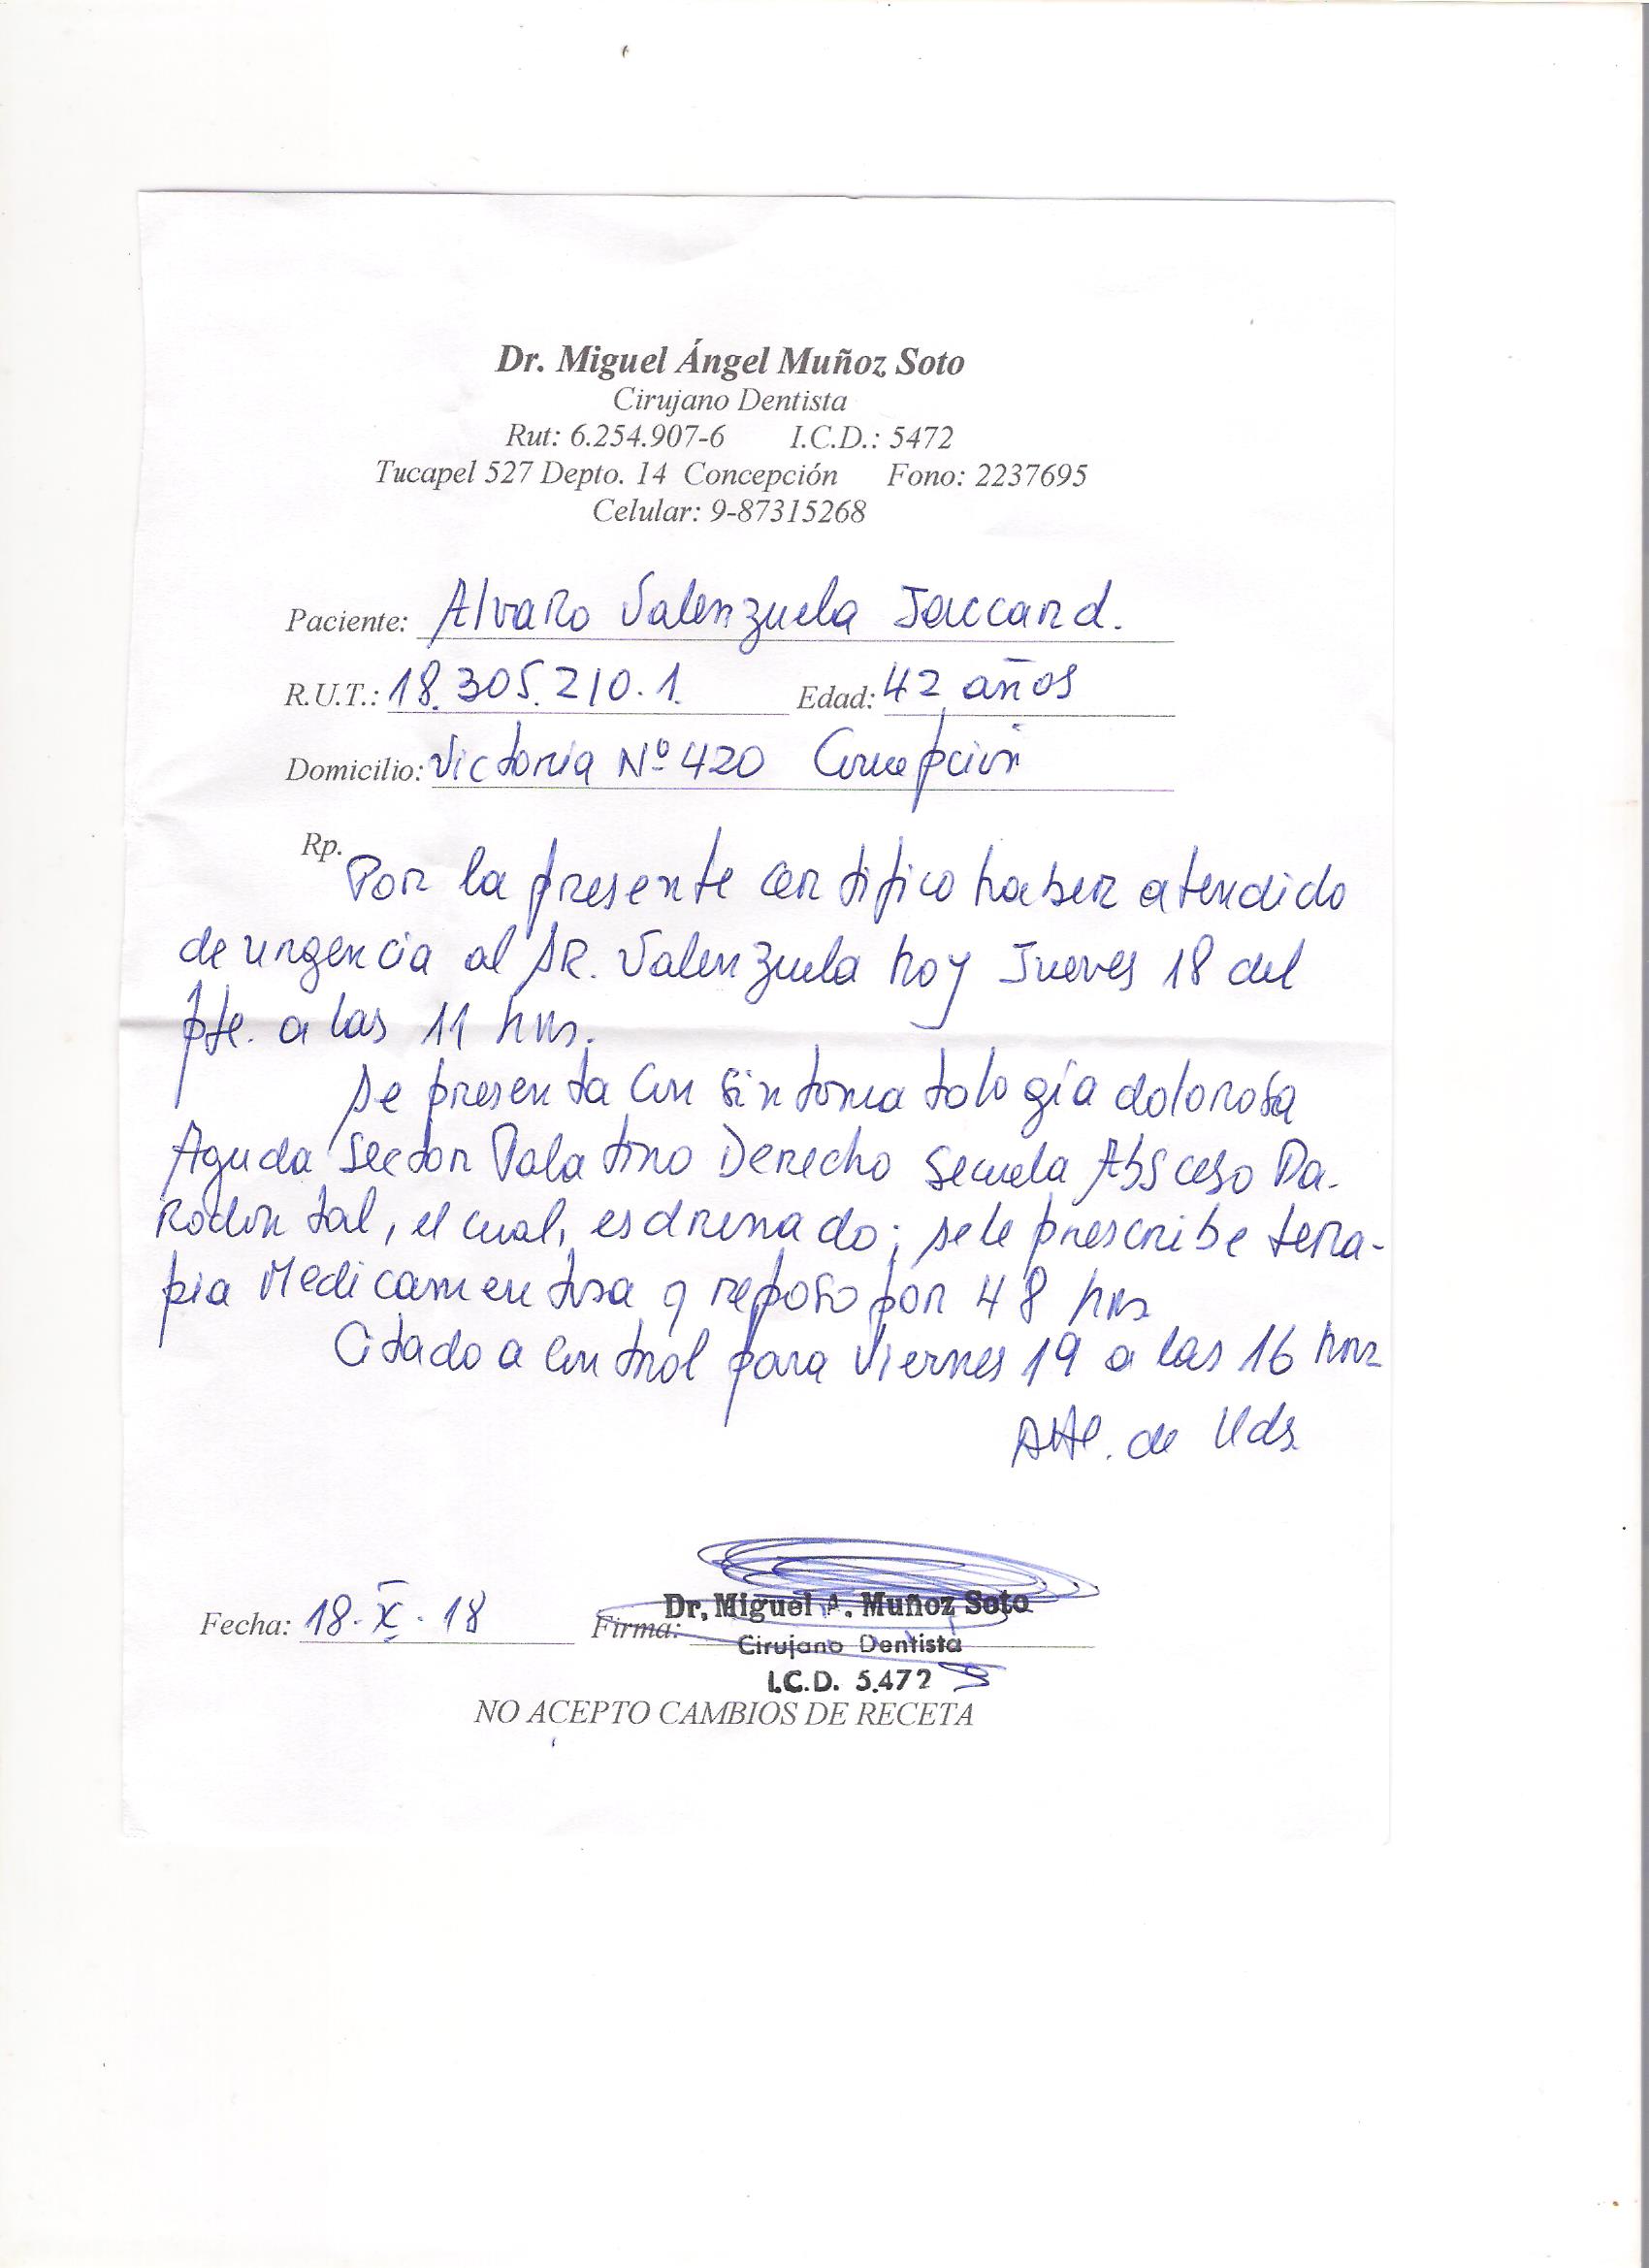 Dr. Miguel Ángel Muñoz Soto
Cirujano Dentista
Rut: 6.254.907-6 I.C.D.: 5472
Tucapel 527 Depto. 14 Concepción Fono: 2237695
Celular: 9-87315268
Paciente: Alvaro Valenzuela Jaccard.
R.U.T.: 18.305.210.1. Edad: 42 años
Domicilio: Victoria Nº 420 Concepción
Rp.
Por la presente certifico haber atendido
de urgencia al SR. Valenzuela hoy Jueves 18 del
pte. a las 11 hrs.
Se presenta con sintomatología dolorosa
Aguda Sector Palatino Derecho Secuela Absceso Pa-
rodontal, el cual, es drenado; se le prescribe tera-
pia Medicamentosa y reposo por 48 hrs
Citado a Control para Viernes 19 a las 16 hrs
Atte. de Uds.
Fecha: 18-X-18 Firma:
Dr. Miguel A. Muñoz Soto
Cirujano Dentista
I.C.D. 5.472
NO ACEPTO CAMBIOS DE RECETA